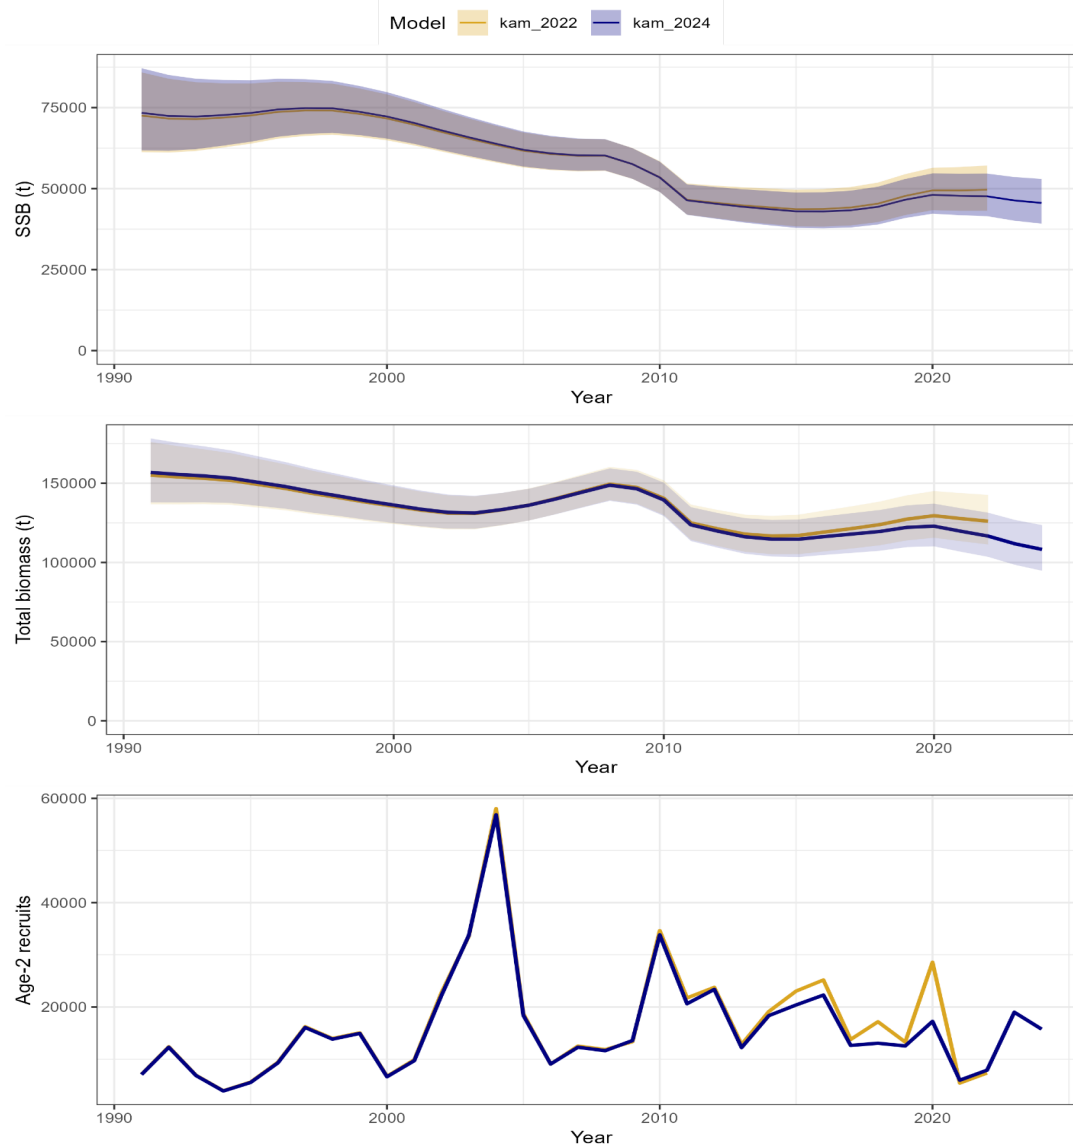 Model kam_2022 kam_2024
SSB (t)
75000
50000
25000
0
1990 2000 2010 2020
Year
Total biomass (t)
150000
100000
50000
0
1990 2000 2010 2020
Year
Age-2 recruits
60000
40000
20000
1990 2000 2010 2020
Year